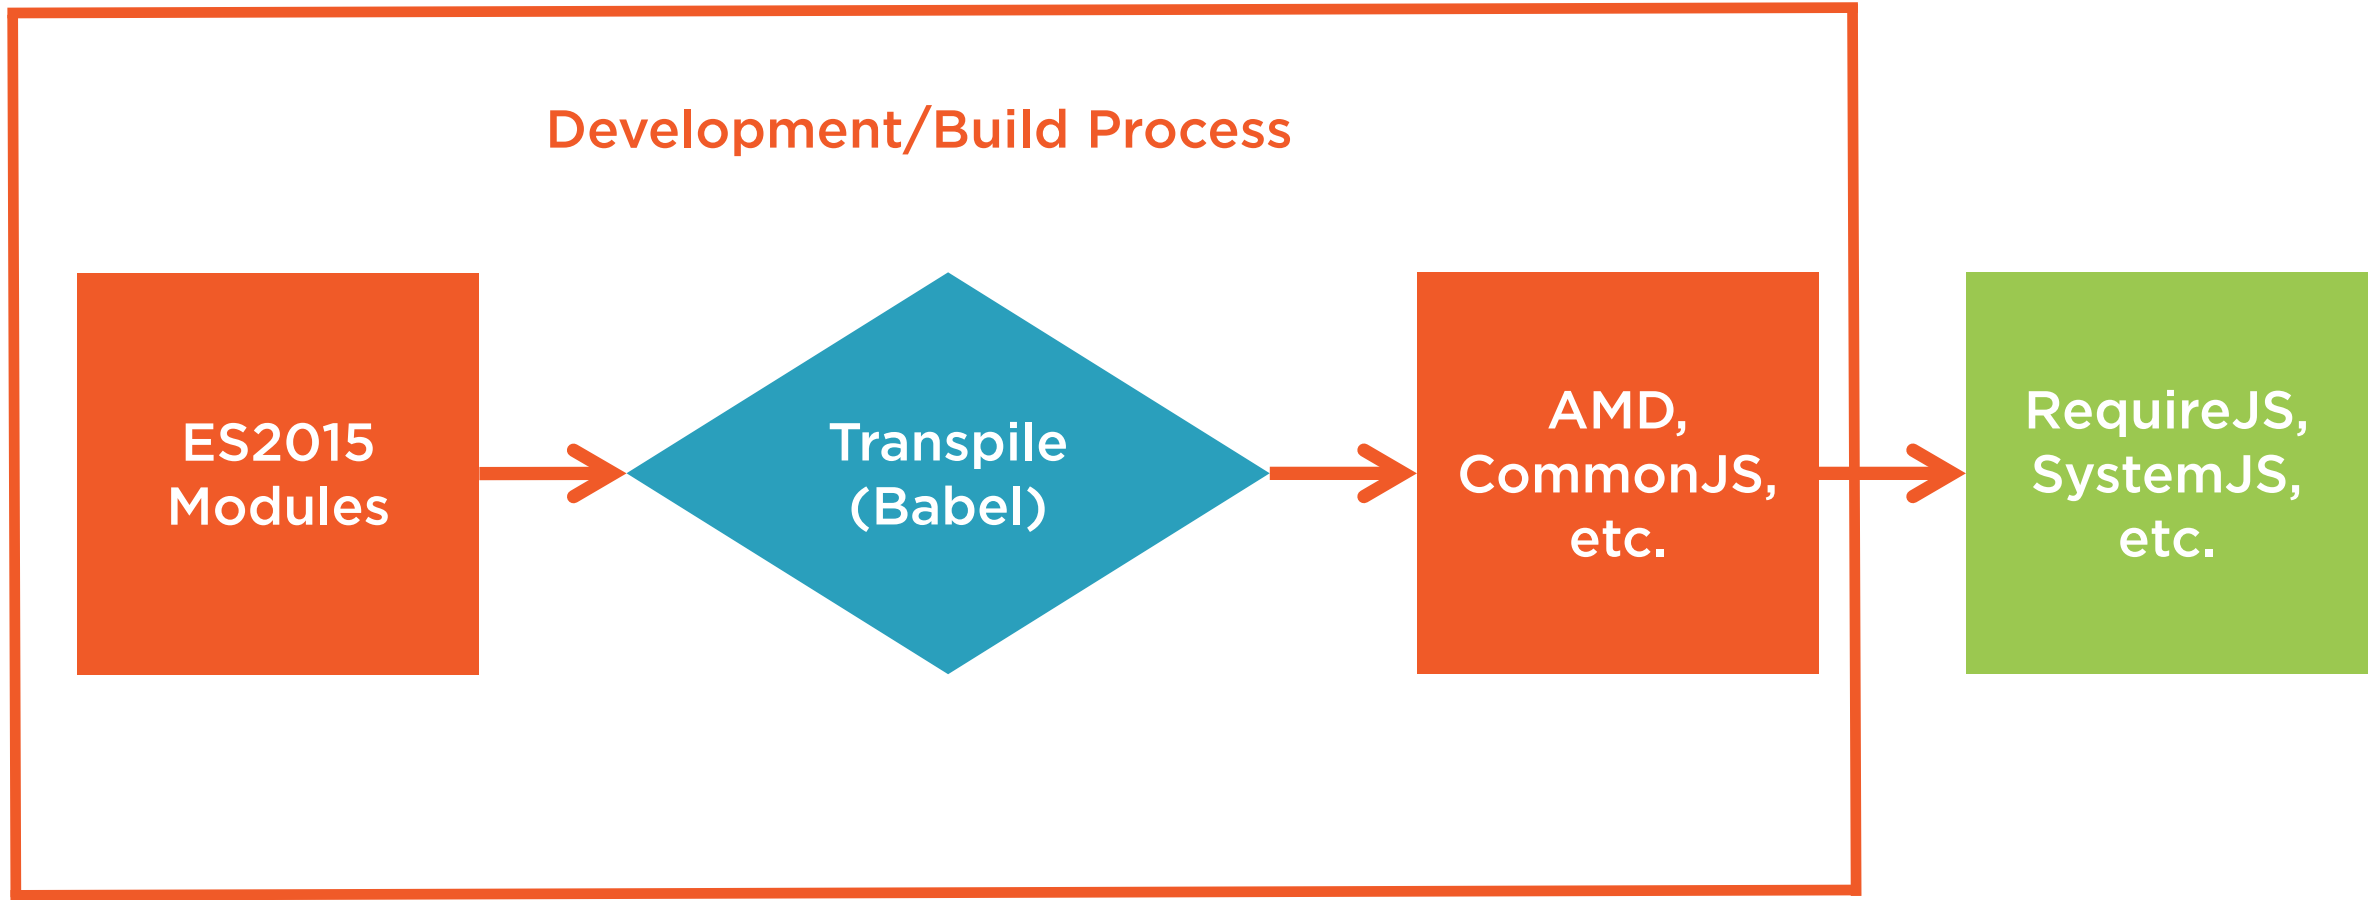 Development/Build Process
ES2015
Modules
Transpile
(Babel)
AMD,
CommonJS,
etc.
RequireJS,
SystemJS,
etc.